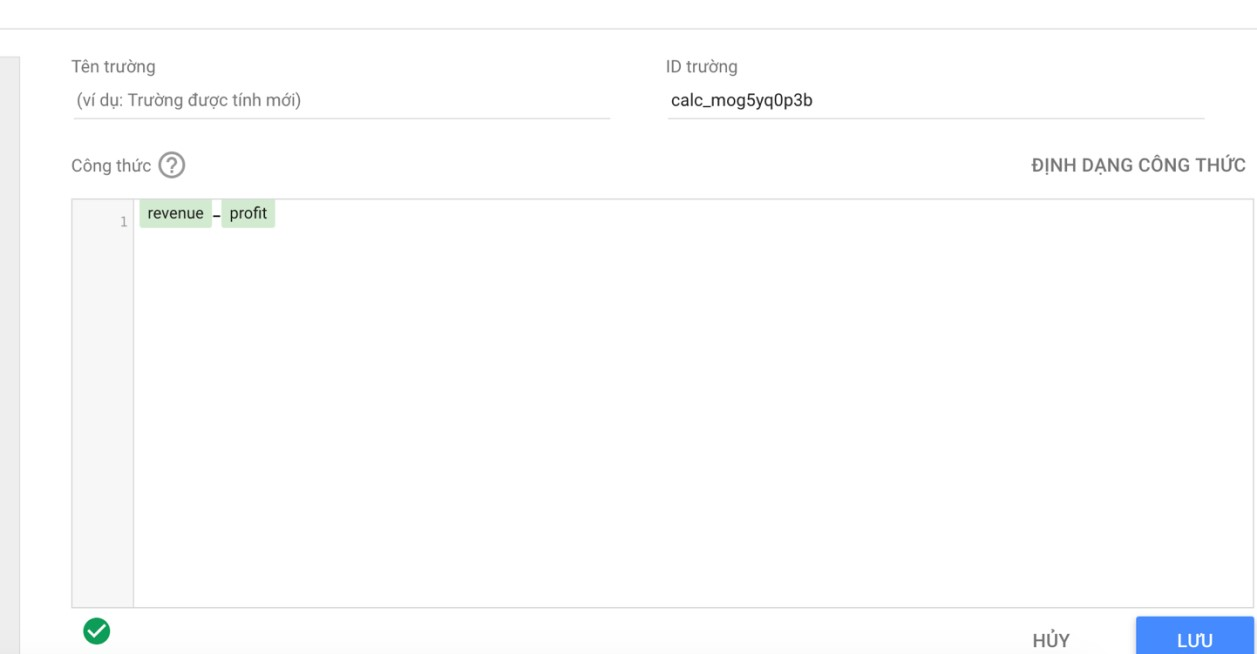 Tên trường
ID trường
(ví dụ: Trường được tính mới)
calc_mog5yq0p3b
Công thức ?
ĐỊNH DẠNG CÔNG THỨC
1 revenue - profit
HỦY
LƯU